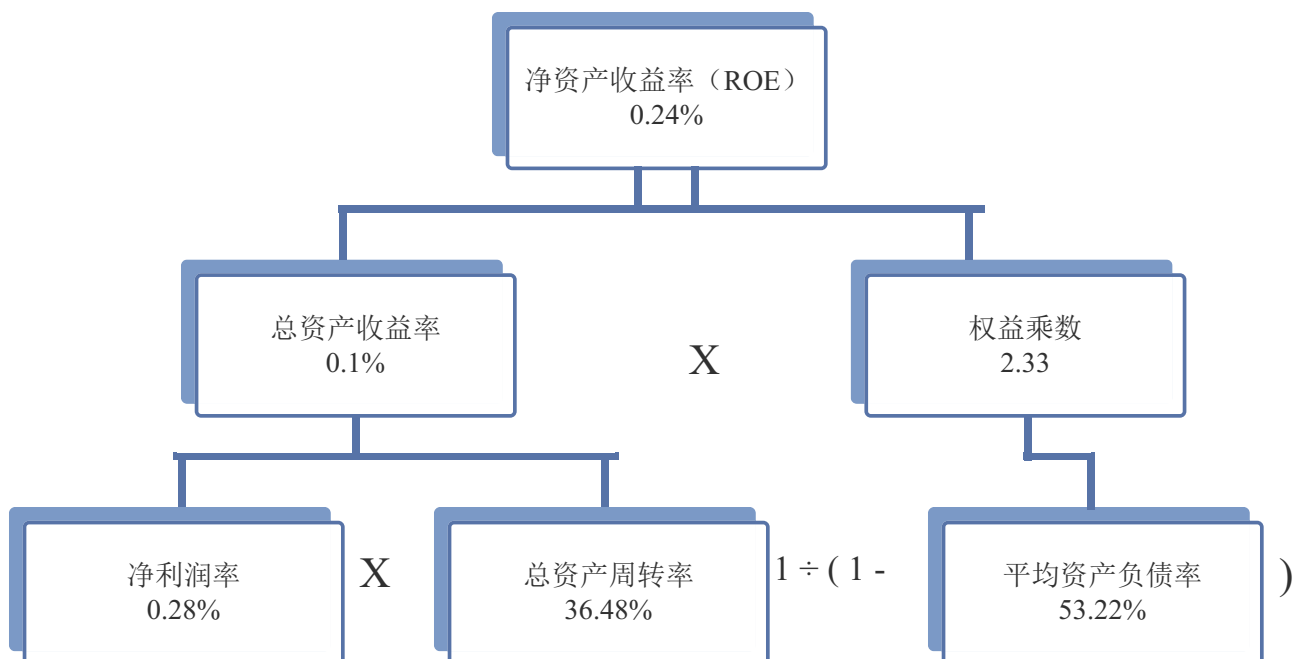 净资产收益率（ROE）
0.24%
总资产收益率
0.1%
X
权益乘数
2.33
净利润率
0.28%
X
总资产周转率
36.48%
1 ÷ ( 1 -
平均资产负债率
53.22%
)